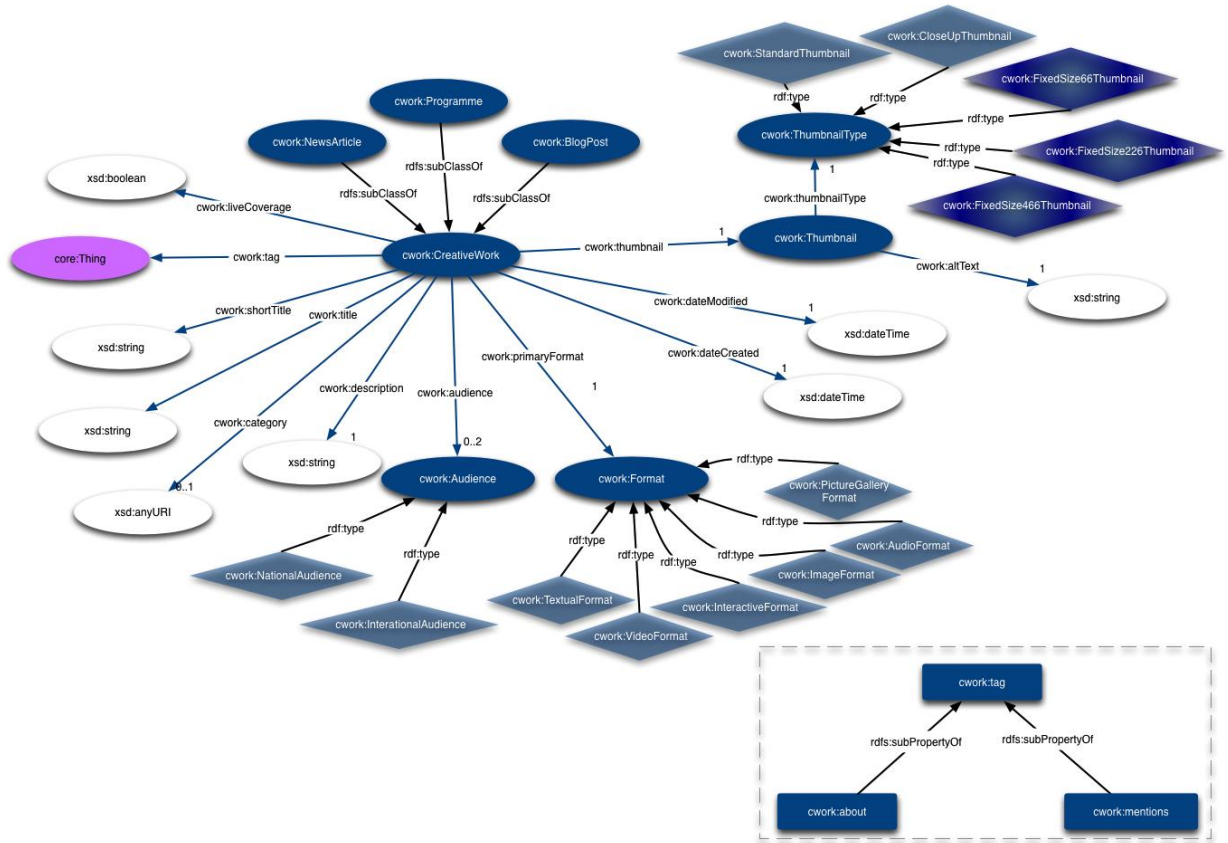 cwork:CloseUpThumbnail
cwork:StandardThumbnail
cwork:FixedSize66Thumbnail
cwork:Programme
rdf:type
rdf:type
rdf:type
cwork:NewsArticle
cwork:BlogPost
cwork:ThumbnailType
rdf:type
cwork:FixedSize226Thumbnail
rdf:type
rdfs:subClassOf
1
xsd:boolean
rdfs:subClassOf
rdfs:subClassOf
cwork:thumbnailType
cwork:FixedSize466Thumbnail
cwork:liveCoverage
1
cwork:Thumbnail
cwork:thumbnail
core:Thing
cwork:tag
cwork:CreativeWork
cwork:altText
1
xsd:string
cwork:dateModified
1
cwork:shortTitle
cwork:title
xsd:dateTime
xsd:string
cwork:primaryFormat
cwork:dateCreated
1
cwork:description
1
cwork:audience
xsd:dateTime
cwork:category
xsd:string
1
0..2
xsd:string
rdf:type
cwork:Audience
cwork:Format
cwork:PictureGallery
Format
0..1
xsd:anyURI
rdf:type
rdf:type
rdf:type
cwork:AudioFormat
rdf:type
rdf:type
rdf:type
rdf:type
cwork:NationalAudience
cwork:ImageFormat
cwork:TextualFormat
cwork:InteractiveFormat
cwork:InterationalAudience
cwork:VideoFormat
cwork:tag
rdfs:subPropertyOf
rdfs:subPropertyOf
cwork:about
cwork:mentions